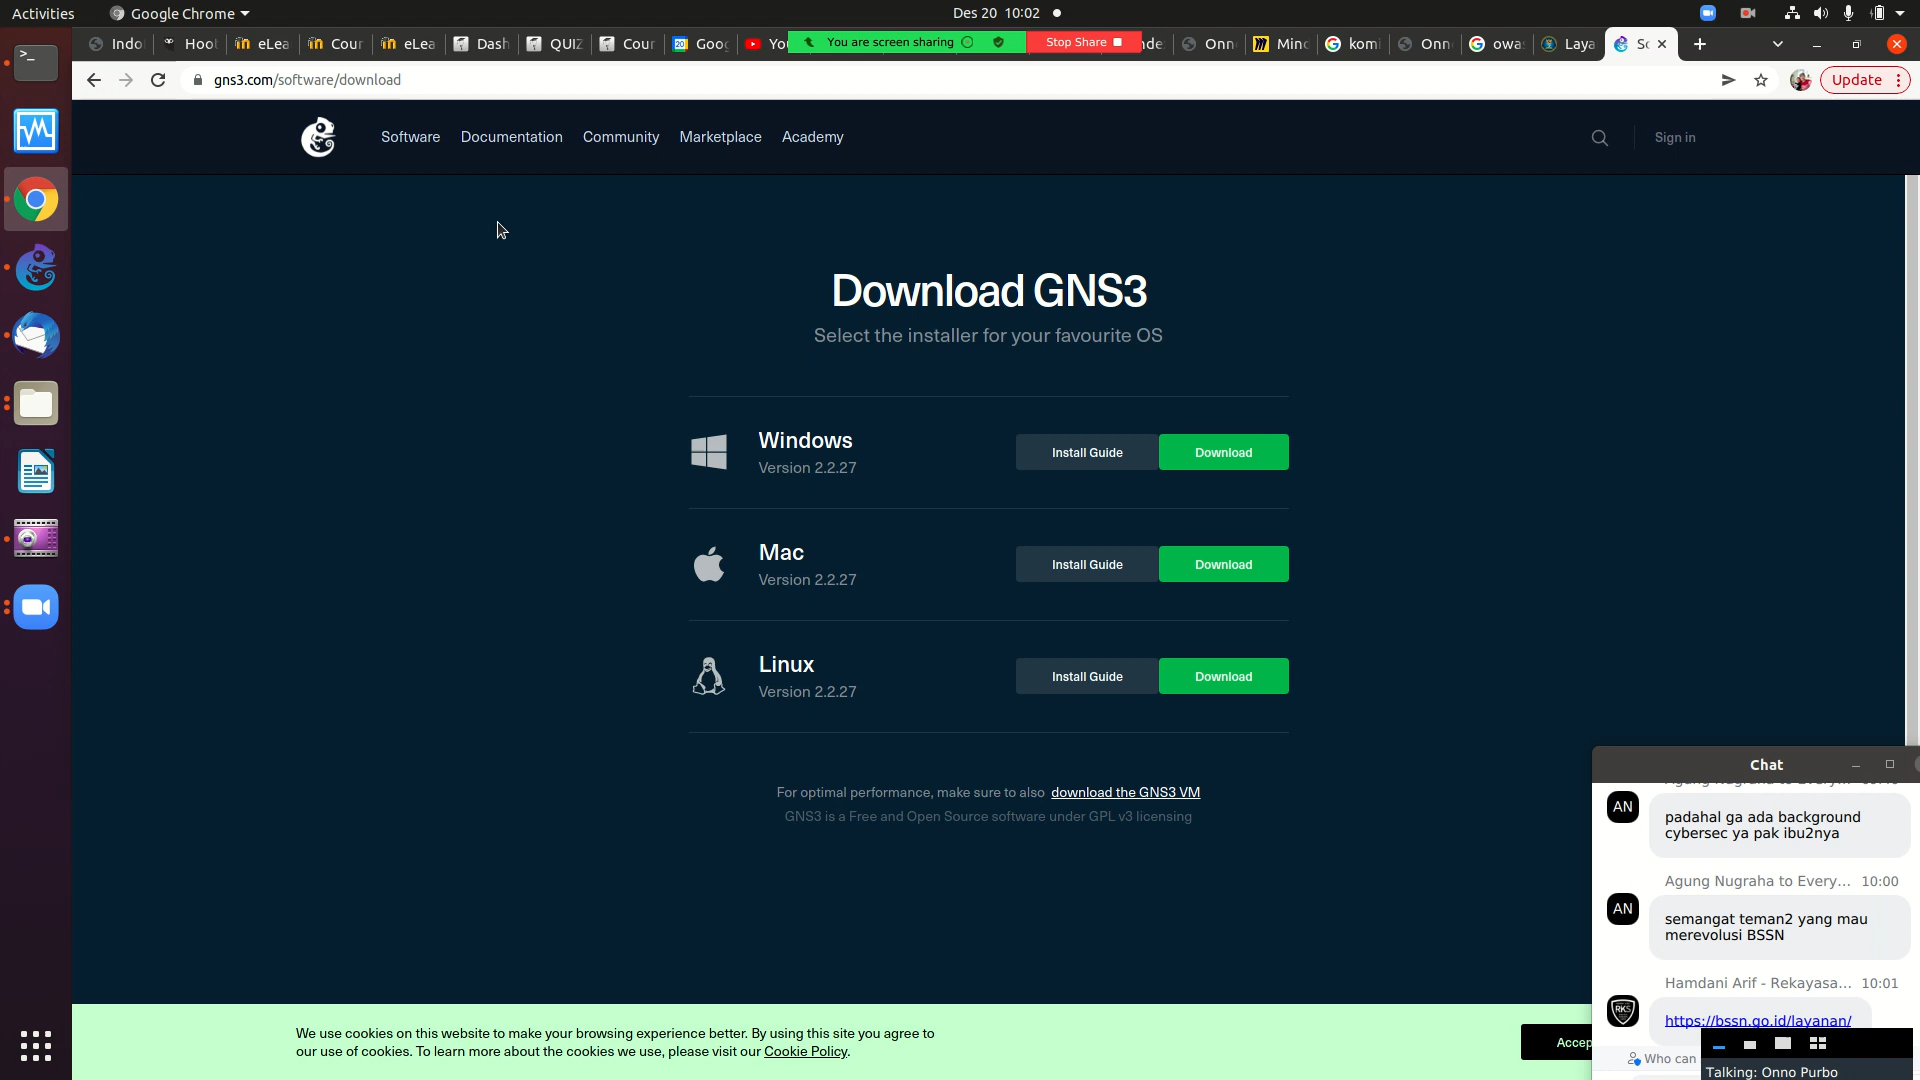 Activities
Google Chrome
Des 20 10:02
Indo
Hoot
eLea
Cour
eLea
Dash
QUIZ
Cour
20
Goog
You are screen sharing
Stop Share
Onn
Minc
komi
Onn
owa
Laya
gns3.com/software/download
Update
Software
Documentation
Community
Marketplace
Academy
Sign in
Download GNS3
Select the installer for your favourite OS
Windows
Version 2.2.27
Install Guide
Download
Mac
Version 2.2.27
Install Guide
Download
Linux
Version 2.2.27
Install Guide
Download
For optimal performance, make sure to also download the GNS3 VM
GNS3 is a Free and Open Source software under GPL v3 licensing
We use cookies on this website to make your browsing experience better. By using this site you agree to
our use of cookies. To learn more about the cookies we use, please visit our Cookie Policy.
Accep
Chat
AN
padahal ga ada background
cybersec ya pak ibu2nya
Agung Nugraha to Every... 10:00
AN
semangat teman2 yang mau
merevolusi BSSN
Hamdani Arif - Rekayasa... 10:01
RKS
https://bssn.go.id/layanan/
Who can
Talking: Onno Purbo